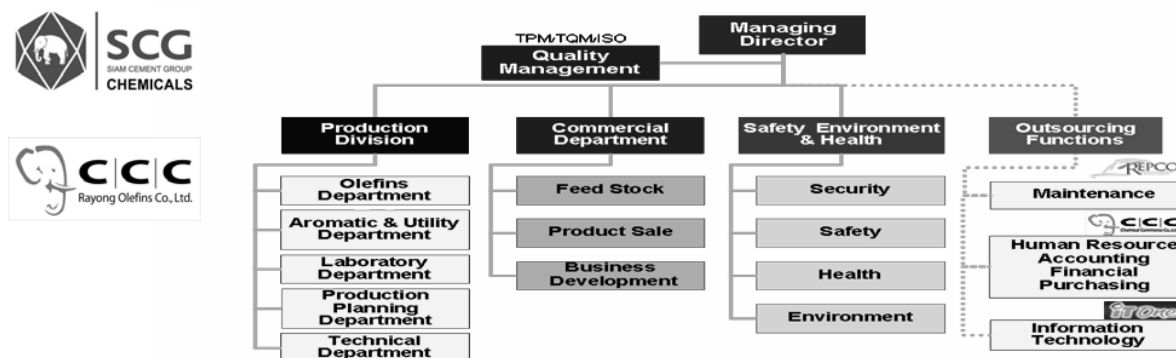 SCG
SIAM CEMENT GROUP
CHEMICALS
C|C|C
Rayong Olefins Co., Ltd.
TPM/TQM/ISO
Quality
Management
Managing
Director
Production
Division
Olefins
Department
Aromatic & Utility
Department
Laboratory
Department
Production
Planning
Department
Technical
Department
Commercial
Department
Feed Stock
Product Sale
Business
Development
Safety Environment
& Health
Security
Safety
Health
Environment
Outsourcing
Functions
REPCO
Maintenance
C|C|C
Human Resource
Accounting
Financial
Purchasing
iT One
Information
Technology